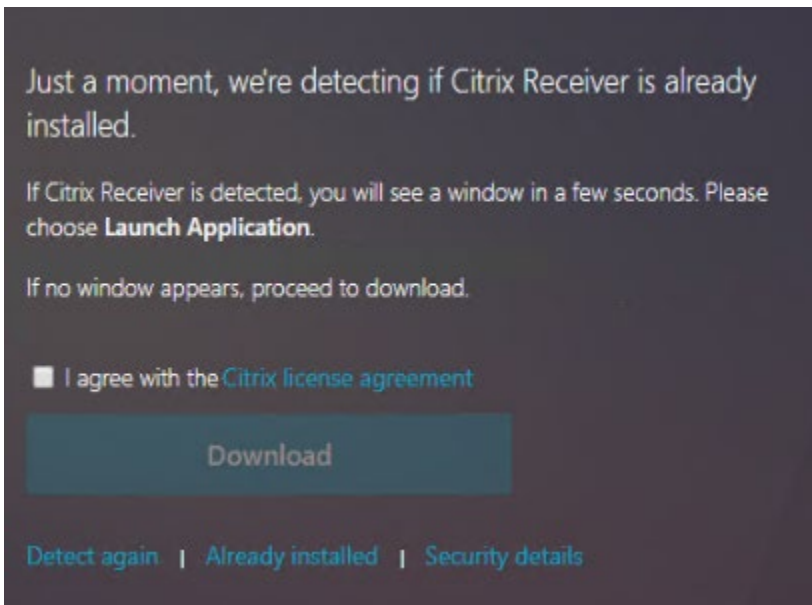 Just a moment, we're detecting if Citrix Receiver is already
installed.
If Citrix Receiver is detected, you will see a window in a few seconds. Please
choose Launch Application.
If no window appears, proceed to download.
I agree with the Citrix license agreement
Download
Detect again | Already installed | Security details